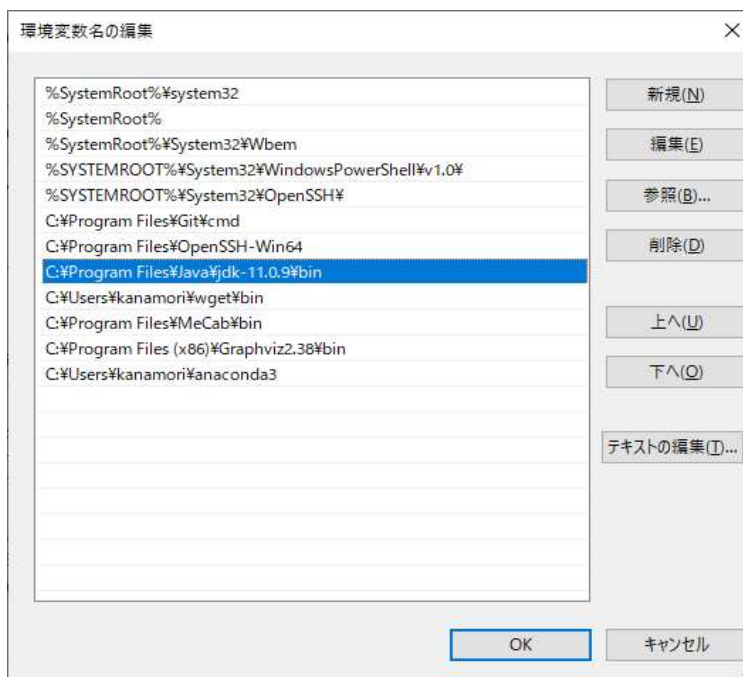 環境変数名の編集
%SystemRoot%¥system32
%SystemRoot%
%SystemRoot%¥System32¥Wbem
%SYSTEMROOT%¥System32¥WindowsPowerShell¥v1.0¥
%SYSTEMROOT%¥System32¥OpenSSH¥
C:¥Program Files¥Git¥cmd
C:¥Program Files¥OpenSSH-Win64
C:¥Program Files¥Java¥jdk-11.0.9¥bin
C:¥Users¥kanamori¥wget¥bin
C:¥Program Files¥MeCab¥bin
C:¥Program Files (x86)¥Graphviz2.38¥bin
C:¥Users¥kanamori¥anaconda3
新規(N)
編集(E)
参照(B)...
削除(D)
上へ(U)
下へ(O)
テキストの編集(T)...
OK
キャンセル